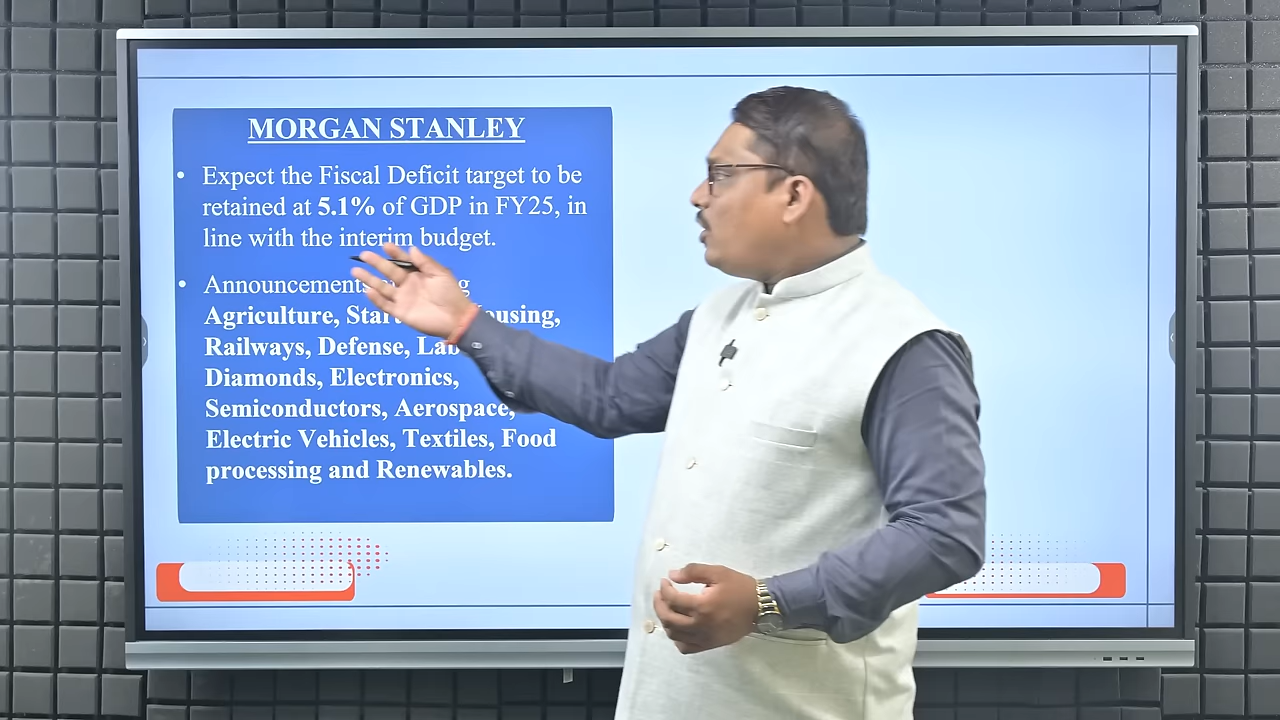 MORGAN STANLEY
• Expect the Fiscal Deficit target to be
retained at 5.1% of GDP in FY25, in
line with the interim budget.
• Announcements
Agriculture,
Railways, Defense,
Diamonds, Electronics,
Semiconductors, Aerospace,
Electric Vehicles, Textiles, Food
processing and Renewables.